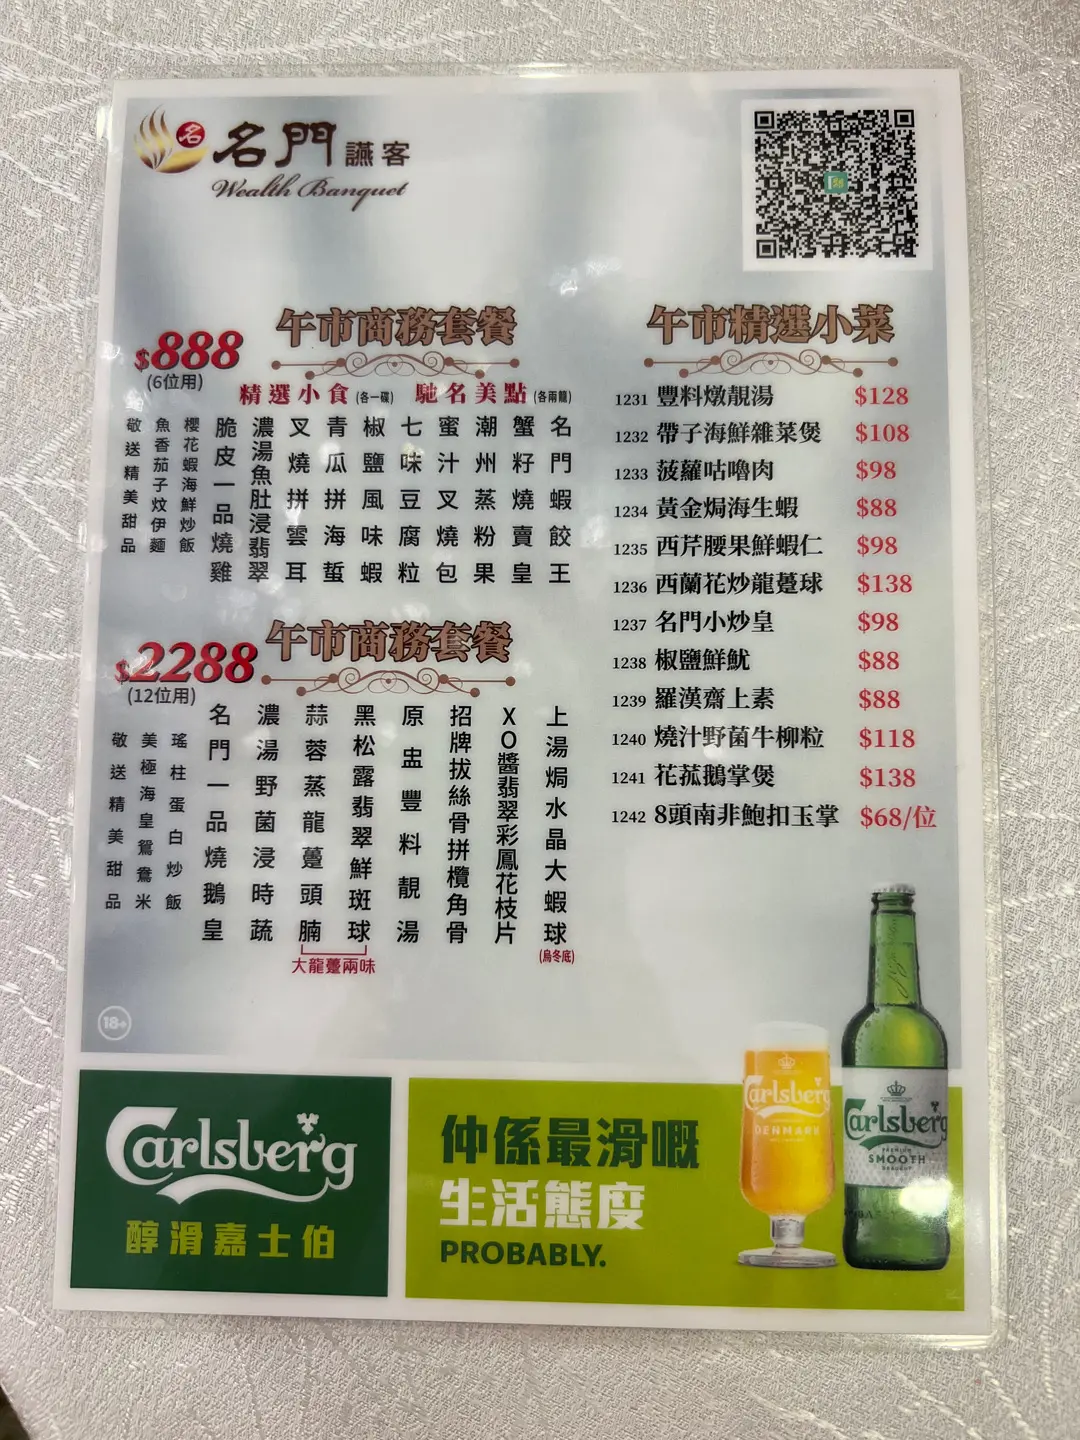 名
名門 讌客
Wealth Banquet
$888
(6位用)
午市商務套餐
精選小食 (各一碟) 馳名美點 (各兩籠)
名門蝦餃王
蟹籽燒賣皇
潮州蒸粉果
蜜汁叉燒包
七味豆腐粒
椒鹽風味蝦
青瓜拼海蜇
叉燒拼雲耳
濃湯魚肚浸翡翠
脆皮一品燒雞
櫻花蝦海鮮炒飯
魚香茄子炆伊麵
敬送精美甜品
$2288
(12位用)
午市商務套餐
上湯焗水晶大蝦球
(烏冬底)
XO醬翡翠彩鳳花枝片
招牌拔絲骨拼欖角骨
原盅豐料靚湯
黑松露翡翠鮮斑球
蒜蓉蒸龍躉頭腩
大龍躉兩味
濃湯野菌浸時蔬
名門一品燒鵝皇
瑤柱蛋白炒飯
美極海皇鴛鴦米
敬送精美甜品
午市精選小菜
1231 豐料燉靚湯 $128
1232 帶子海鮮雜菜煲 $108
1233 菠蘿咕嚕肉 $98
1234 黃金焗海生蝦 $88
1235 西芹腰果鮮蝦仁 $98
1236 西蘭花炒龍躉球 $138
1237 名門小炒皇 $98
1238 椒鹽鮮魷 $88
1239 羅漢齋上素 $88
1240 燒汁野菌牛柳粒 $118
1241 花菰鵝掌煲 $138
1242 8頭南非鮑扣玉掌 $68/位
18+
Carlsberg
醇滑嘉士伯
仲係最滑嘅
生活態度
PROBABLY.
Carlsberg
DENMARK
Carlsberg
PREMIUM
SMOOTH
DRAUGHT